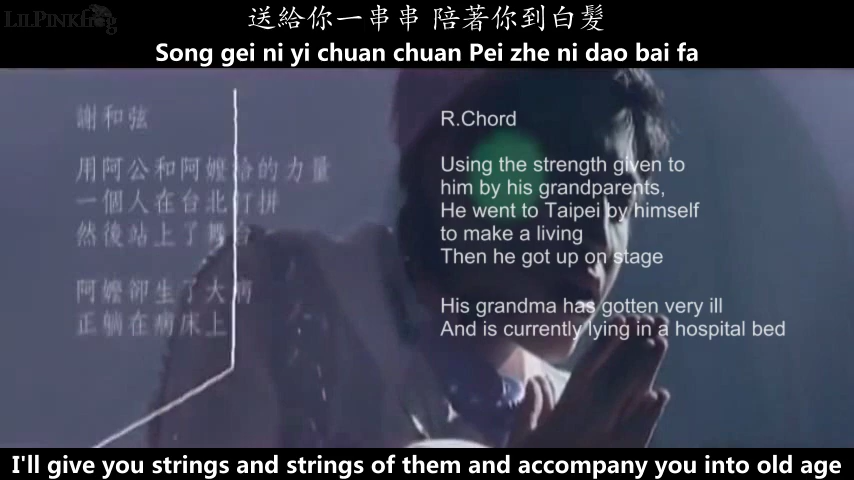 LIL.PINKfrog
送給你一串串 陪著你到白髮
Song gei ni yi chuan chuan Pei zhe ni dao bai fa
謝和弦
用阿公和阿嬤給的力量
一個人在台北打拼
然後站上了舞台
阿嬤卻生了大病
正躺在病床上
R.Chord
Using the strength given to
him by his grandparents,
He went to Taipei by himself
to make a living
Then he got up on stage
His grandma has gotten very ill
And is currently lying in a hospital bed
I'll give you strings and strings of them and accompany you into old age